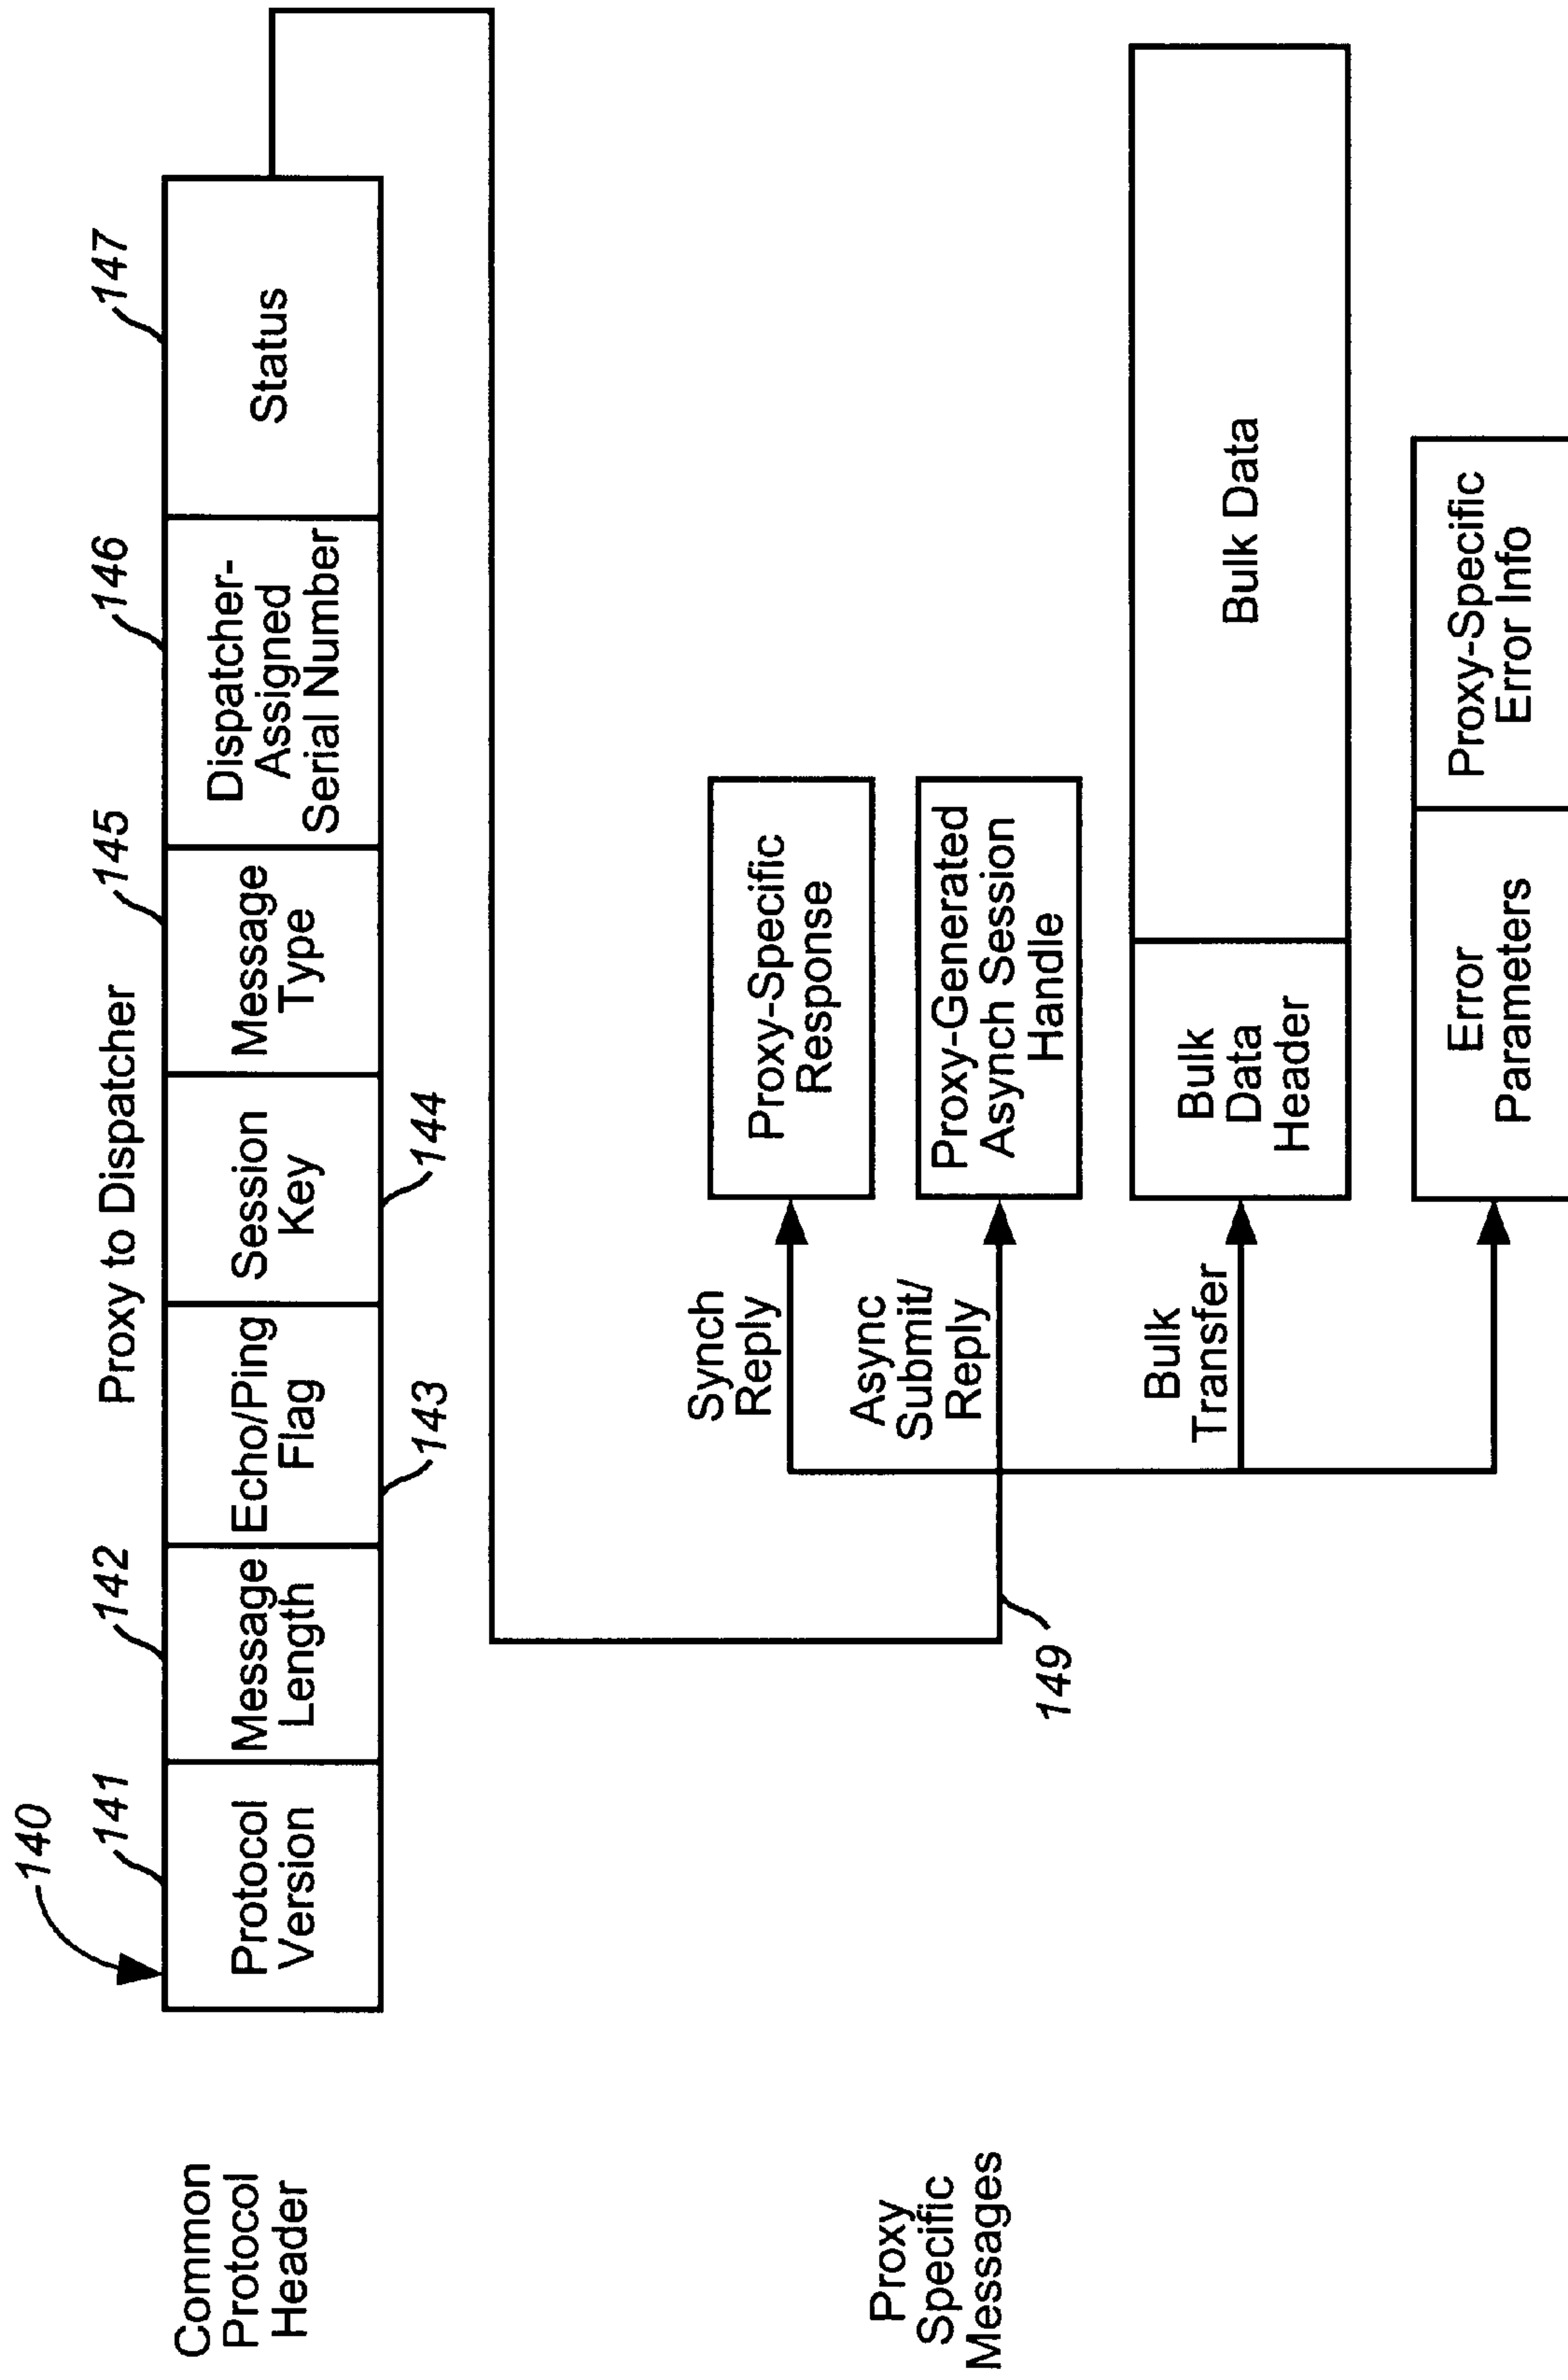 Proxy to Dispatcher
140
141
142
145
146
147
Common
Protocol
Header
Protocol
Version
Message
Length
Echo/Ping
Flag
Session
Key
Message
Type
Dispatcher-
Assigned
Serial Number
Status
143
144
Proxy
Specific
Messages
149
Synch
Reply
Proxy-Specific
Response
Async
Submit/
Reply
Proxy-Generated
Asynch Session
Handle
Bulk
Transfer
Bulk
Data
Header
Bulk Data
Error
Parameters
Proxy-Specific
Error Info